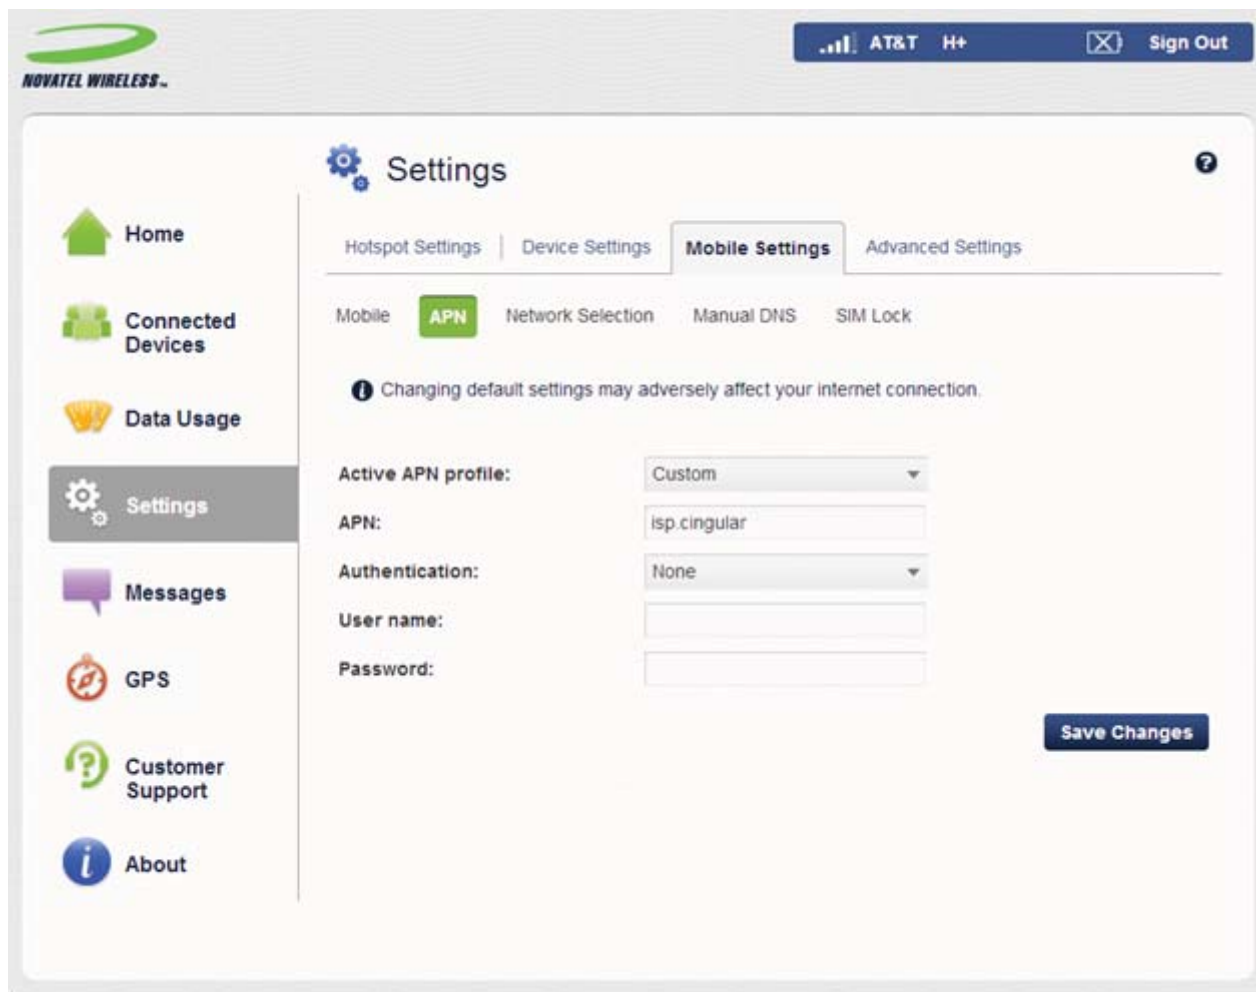 AT&T H+ Sign Out
NOVATEL WIRELESS™
Settings
Home
Connected
Devices
Data Usage
Settings
Messages
GPS
Customer
Support
About
Hotspot Settings Device Settings Mobile Settings Advanced Settings
Mobile APN Network Selection Manual DNS SIM Lock
Changing default settings may adversely affect your internet connection.
Active APN profile: Custom
APN: isp.cingular
Authentication: None
User name:
Password:
Save Changes